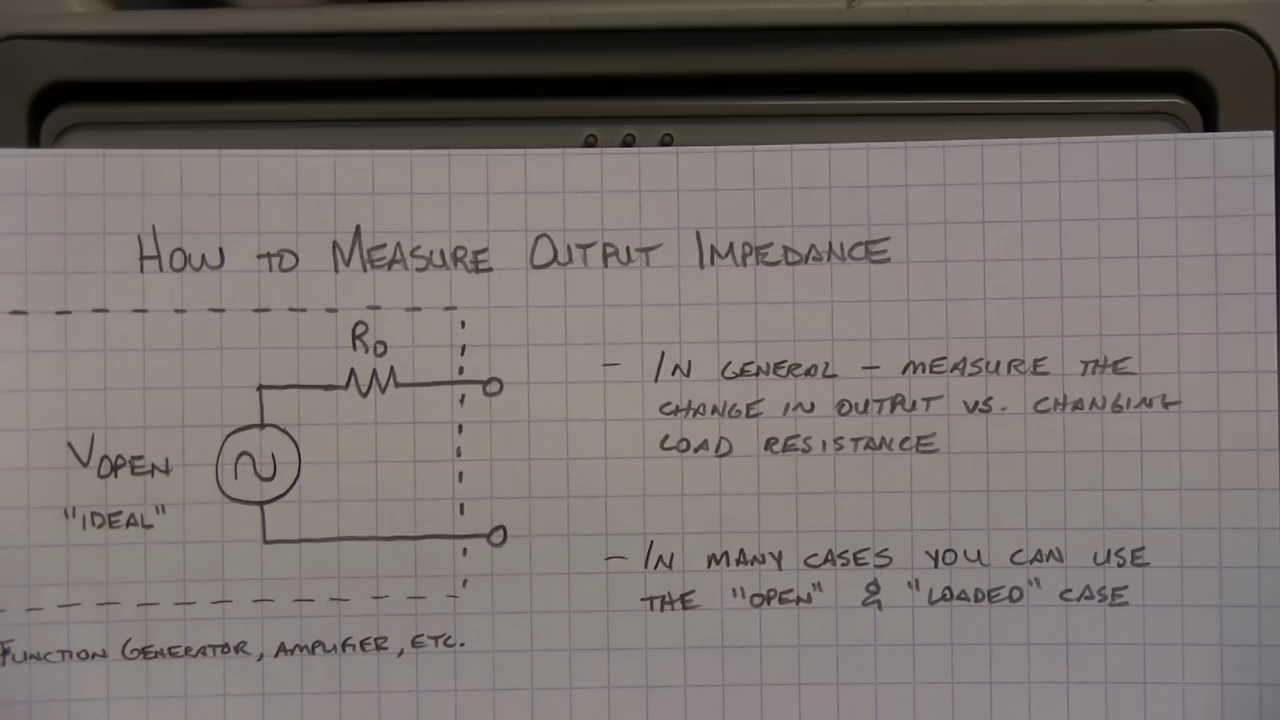 HOW TO MEASURE OUTPUT IMPEDANCE
RO
VOPEN
"IDEAL"
- IN GENERAL - MEASURE THE
CHANGE IN OUTPUT VS. CHANGING
LOAD RESISTANCE
- IN MANY CASES YOU CAN USE
THE "OPEN" & "LOADED" CASE
FUNCTION GENERATOR, AMPLIFIER, ETC.